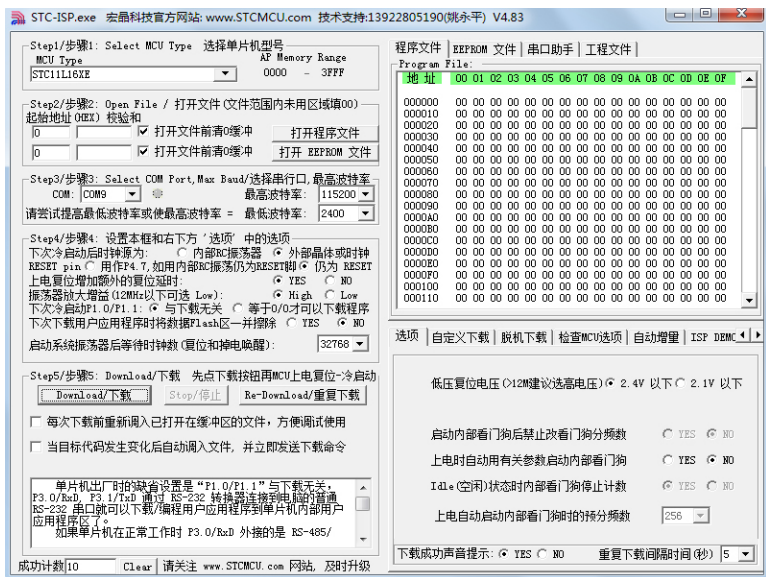 STC-ISP.exe 宏晶科技官方网站: www.STCMCU.com 技术支持:13922805190(姚永平) V4.83
Step1/步骤1: Select MCU Type 选择单片机型号
MCU Type AP Memory Range
STC11L16XE 0000 - 3FFF
Step2/步骤2: Open File / 打开文件(文件范围内未用区域填00)
起始地址(HEX) 校验和
0 打开文件前清0缓冲 打开程序文件
0 打开文件前清0缓冲 打开 EEPROM 文件
Step3/步骤3: Select COM Port,Max Baud/选择串行口,最高波特率
COM: COM9 最高波特率: 115200
请尝试提高最低波特率或使最高波特率 = 最低波特率: 2400
Step4/步骤4: 设置本框和右下方 '选项' 中的选项
下次冷启动后时钟源为: 内部RC振荡器 外部晶体或时钟
RESET pin 用作P4.7,如用内部RC振荡仍为RESET脚 仍为 RESET
上电复位增加额外的复位延时: YES NO
振荡器放大增益(12MHz以下可选 Low): High Low
下次冷启动P1.0/P1.1: 与下载无关 等于0/0才可以下载程序
下次下载用户应用程序时将数据Flash区一并擦除 YES NO
启动系统振荡器后等待时钟数(复位和掉电唤醒): 32768
Step5/步骤5: Download/下载 先点下载按钮再MCU上电复位-冷启动
Download/下载 Stop/停止 Re-Download/重复下载
每次下载前重新调入已打开在缓冲区的文件,方便调试使用
当目标代码发生变化后自动调入文件,并立即发送下载命令
单片机出厂时的缺省设置是“P1.0/P1.1”与下载无关,
P3.0/RxD, P3.1/TxD 通过 RS-232 转换器连接到电脑的普通
RS-232 串口就可以下载/编程用户应用程序到单片机内部用户
应用程序区了。
如果单片机在正常工作时 P3.0/RxD 外接的是 RS-485/
成功计数 10 Clear 请关注 www.STCMCU.com 网站, 及时升级
程序文件 EEPROM 文件 串口助手 工程文件
Program File:
地 址 00 01 02 03 04 05 06 07 08 09 0A 0B 0C 0D 0E 0F
000000 00 00 00 00 00 00 00 00 00 00 00 00 00 00 00 00
000010 00 00 00 00 00 00 00 00 00 00 00 00 00 00 00 00
000020 00 00 00 00 00 00 00 00 00 00 00 00 00 00 00 00
000030 00 00 00 00 00 00 00 00 00 00 00 00 00 00 00 00
000040 00 00 00 00 00 00 00 00 00 00 00 00 00 00 00 00
000050 00 00 00 00 00 00 00 00 00 00 00 00 00 00 00 00
000060 00 00 00 00 00 00 00 00 00 00 00 00 00 00 00 00
000070 00 00 00 00 00 00 00 00 00 00 00 00 00 00 00 00
000080 00 00 00 00 00 00 00 00 00 00 00 00 00 00 00 00
000090 00 00 00 00 00 00 00 00 00 00 00 00 00 00 00 00
0000A0 00 00 00 00 00 00 00 00 00 00 00 00 00 00 00 00
0000B0 00 00 00 00 00 00 00 00 00 00 00 00 00 00 00 00
0000C0 00 00 00 00 00 00 00 00 00 00 00 00 00 00 00 00
0000D0 00 00 00 00 00 00 00 00 00 00 00 00 00 00 00 00
0000E0 00 00 00 00 00 00 00 00 00 00 00 00 00 00 00 00
0000F0 00 00 00 00 00 00 00 00 00 00 00 00 00 00 00 00
000100 00 00 00 00 00 00 00 00 00 00 00 00 00 00 00 00
000110 00 00 00 00 00 00 00 00 00 00 00 00 00 00 00 00
选项 自定义下载 脱机下载 检查MCU选项 自动增量 ISP DEMO
低压复位电压(>12M建议选高电压) 2.4V 以下 2.1V 以下
启动内部看门狗后禁止改看门狗分频数 YES NO
上电时自动用有关参数启动内部看门狗 YES NO
Idle(空闲)状态时内部看门狗停止计数 YES NO
上电自动启动内部看门狗时的预分频数 256
下载成功声音提示: YES NO 重复下载间隔时间(秒) 5